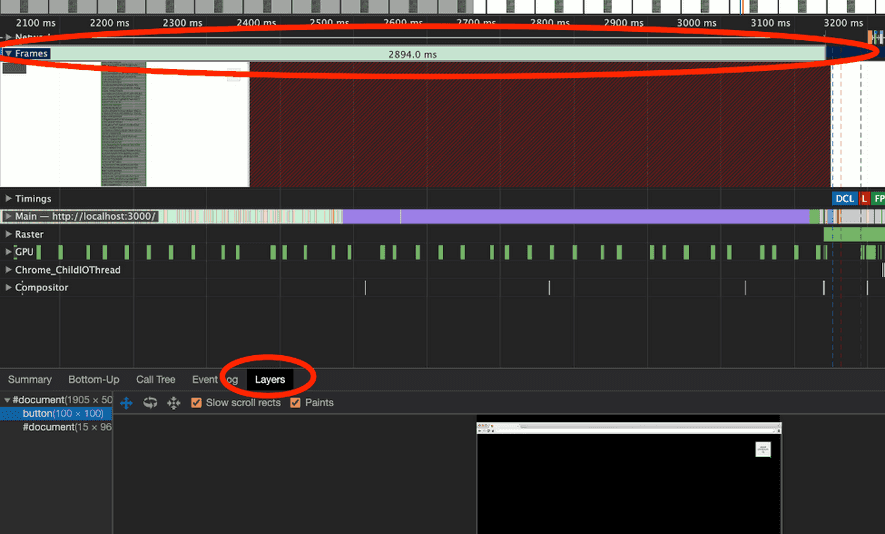 2100 ms 2200 ms 2300 ms 2400 ms 2500 ms 2600 ms 2700 ms 2800 ms 2900 ms 3000 ms 3100 ms 3200 ms
Frames
2894.0 ms
Timings
DCL L FP
Main — http://localhost:3000/
Raster
GPU
Chrome_ChildIOThread
Compositor
Summary Bottom-Up Call Tree Event Log Layers
#document(1905 × 50
Slow scroll rects Paints
button(100 × 100)
#document(15 × 96